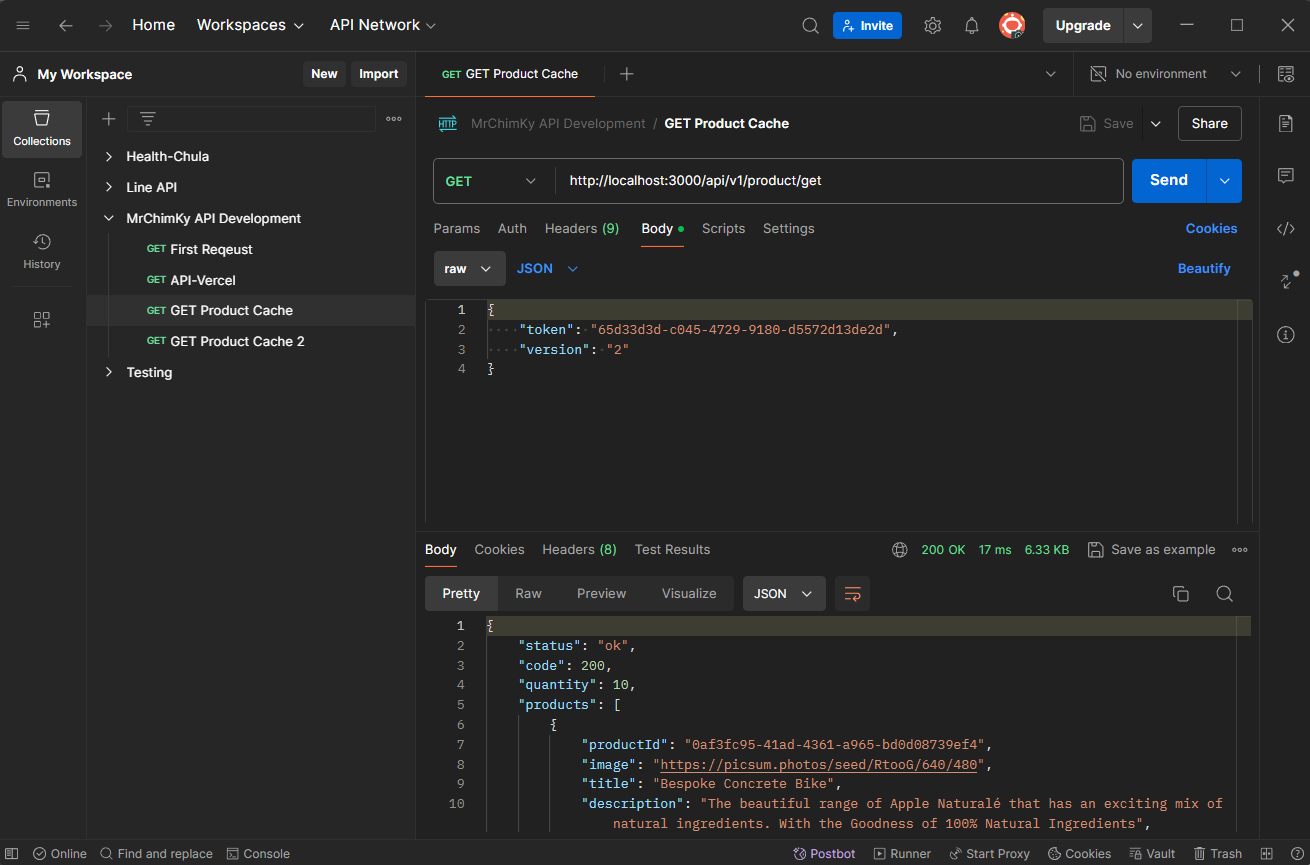 Home Workspaces API Network Invite Upgrade
My Workspace New Import GET GET Product Cache No environment
Collections
Environments
History
Health-Chula
Line API
MrChimKy API Development
GET First Reqeust
GET API-Vercel
GET GET Product Cache
GET GET Product Cache 2
Testing
HTTP MrChimKy API Development / GET Product Cache Save Share
GET http://localhost:3000/api/v1/product/get Send
Params Auth Headers (9) Body Scripts Settings Cookies
raw JSON Beautify
1 {
2 "token": "65d33d3d-c045-4729-9180-d5572d13de2d",
3 "version": "2"
4 }
Body Cookies Headers (8) Test Results 200 OK 17 ms 6.33 KB Save as example
Pretty Raw Preview Visualize JSON
1 {
2 "status": "ok",
3 "code": 200,
4 "quantity": 10,
5 "products": [
6 {
7 "productId": "0af3fc95-41ad-4361-a965-bd0d08739ef4",
8 "image": "https://picsum.photos/seed/RtooG/640/480",
9 "title": "Bespoke Concrete Bike",
10 "description": "The beautiful range of Apple Naturalé that has an exciting mix of
natural ingredients. With the Goodness of 100% Natural Ingredients",
Online Find and replace Console Postbot Runner Start Proxy Cookies Vault Trash